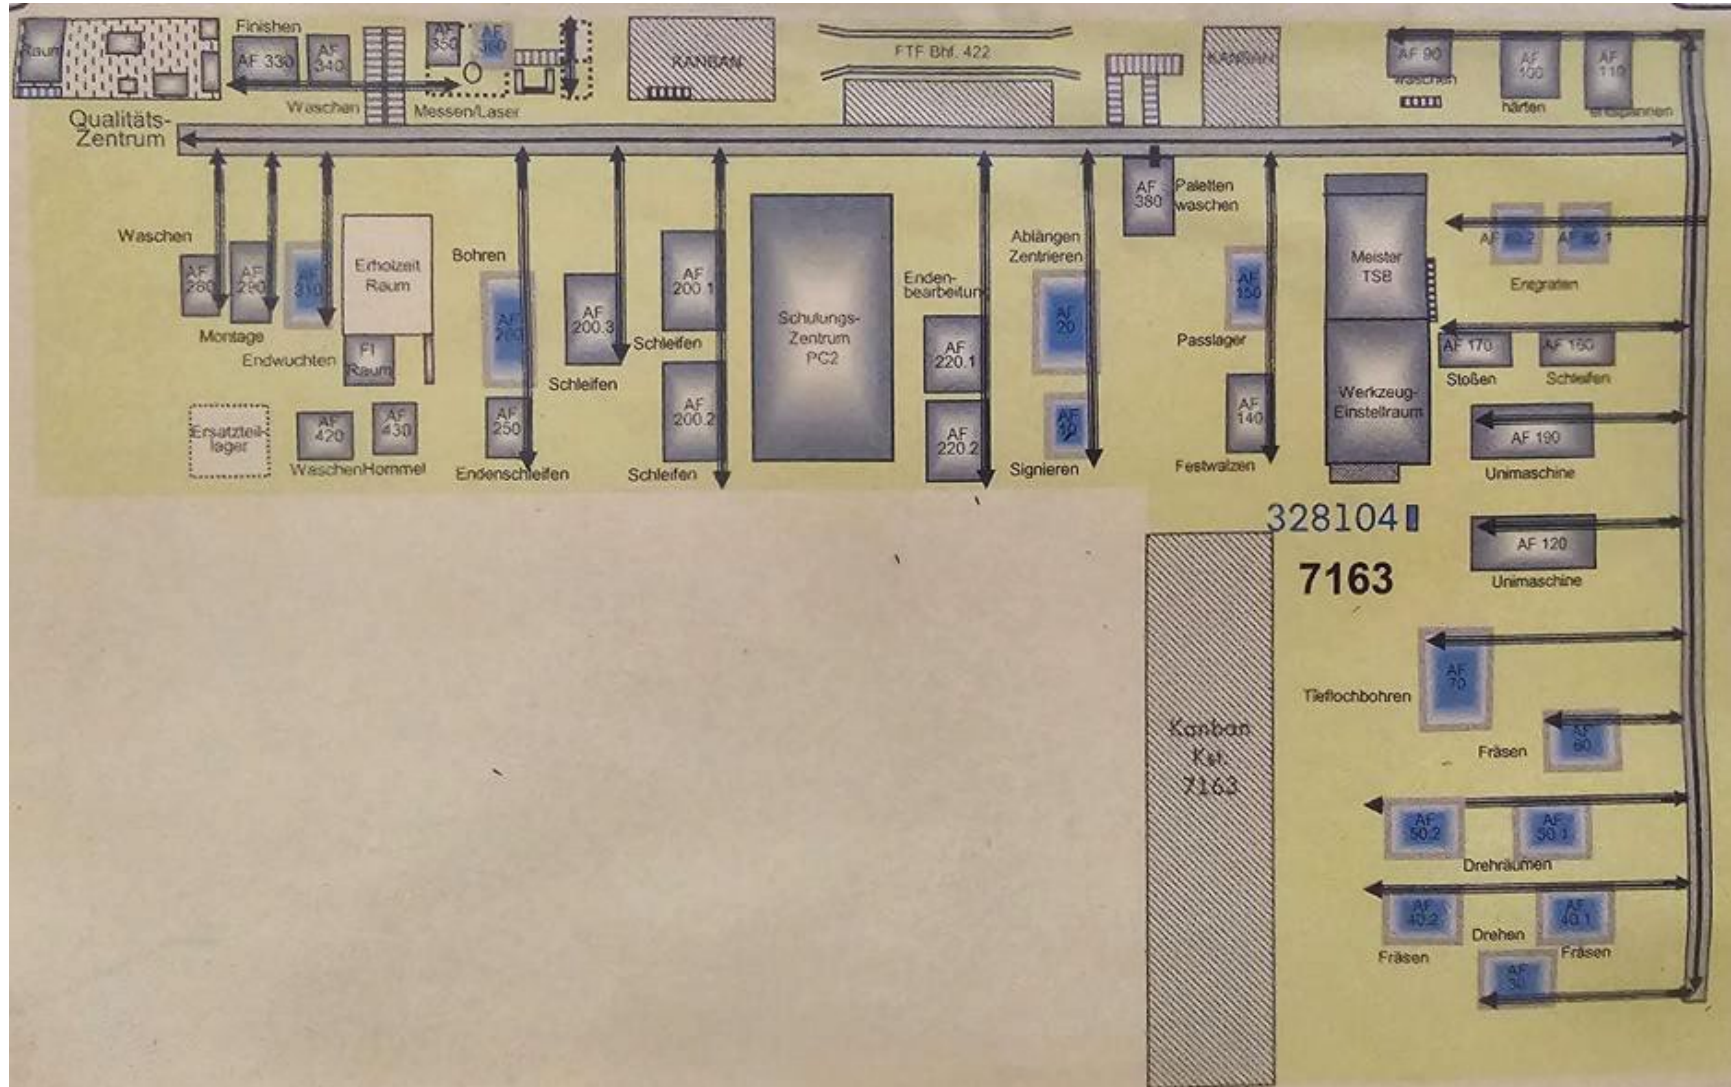 Raum
Finishen
AF 330
AF
340
Waschen
AF
350
AF
360
Messen/Laser
KANBAN
FTF Bhf. 422
KANBAN
AF 90
waschen
AF
100
härten
AF
110
entspannen
Qualitäts-
Zentrum
Waschen
AF
280
AF
290
AF
310
Montage
Endwuchten
Erholzeit
Raum
FI
Raum
Ersatzteil-
lager
AF
420
AF
430
Waschen
Hommel
Bohren
AF
260
AF
250
Endenschleifen
AF
200.3
Schleifen
AF
200.1
Schleifen
AF
200.2
Schleifen
Schulungs-
Zentrum
PC2
Enden-
bearbeitung
AF
220.1
AF
220.2
Ablängen
Zentrieren
AF
20
AF
10
Signieren
AF
380
Paletten
waschen
AF
150
Passlager
AF
140
Festwalzen
Meister
TSB
Werkzeug-
Einstellraum
AF 80.2
AF 80.1
Entgraten
AF 170
Stoßen
AF 160
Schleifen
AF 190
Unimaschine
328104
7163
AF 120
Unimaschine
AF
70
Tieflochbohren
AF
60
Fräsen
Kanban
Kst.
7163
AF
50.2
AF
50.1
Drehräumen
AF
40.2
AF
40.1
Drehen
Fräsen
Fräsen
AF
30